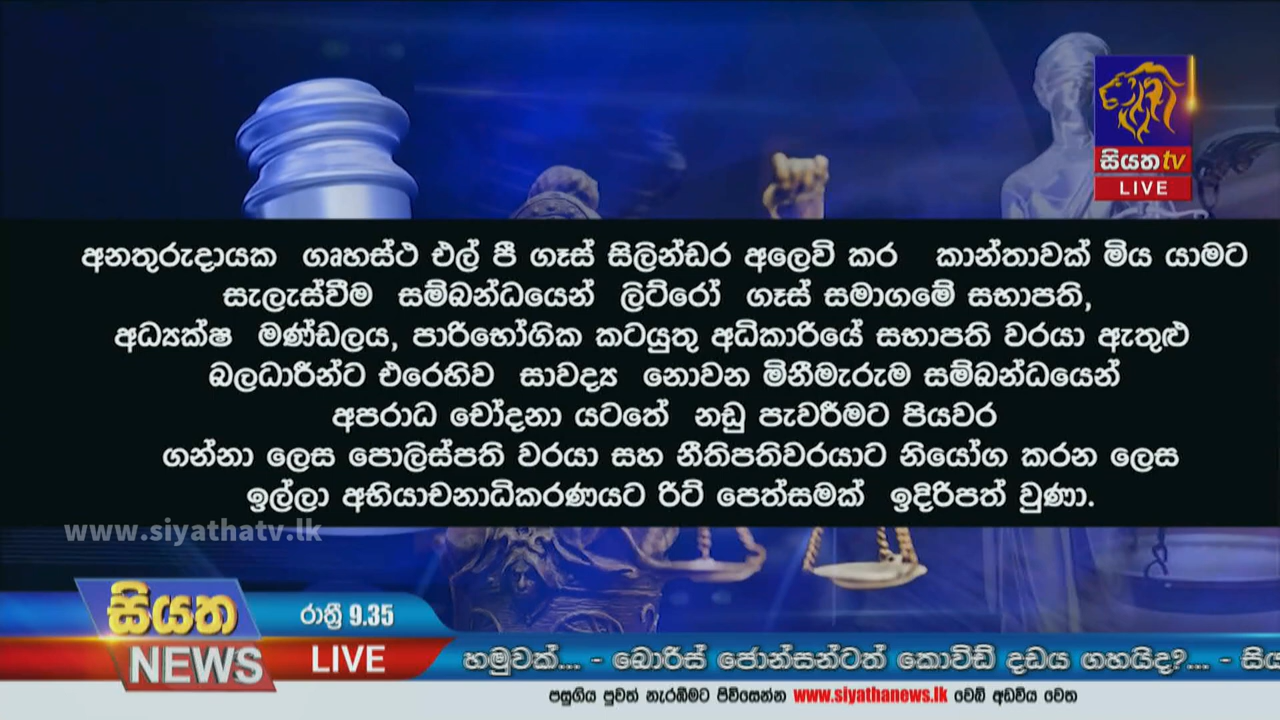 සියත tv
LIVE
අනතුරුදායක ගෘහස්ථ එල් පී ගෑස් සිලින්ඩර අලෙවි කර කාන්තාවක් මිය යාමට
සැලැස්වීම සම්බන්ධයෙන් ලිට්රෝ ගෑස් සමාගමේ සභාපති,
අධ්‍යක්ෂ මණ්ඩලය, පාරිභෝගික කටයුතු අධිකාරියේ සභාපති වරයා ඇතුළු
බලධාරීන්ට එරෙහිව සාවද්‍ය නොවන මිනීමැරුම සම්බන්ධයෙන්
අපරාධ චෝදනා යටතේ නඩු පැවරීමට පියවර
ගන්නා ලෙස පොලිස්පති වරයා සහ නීතිපතිවරයාට නියෝග කරන ලෙස
ඉල්ලා අභියාචනාධිකරණයට රිට් පෙත්සමක් ඉදිරිපත් වුණා.
www.siyathatv.lk
සියත
NEWS
රාත්‍රී 9.35
LIVE
හමුවක්... - බොරිස් ජොන්සන්ටත් කොවිඩ් දඩය ගහයිද?... - සිය
පසුගිය පුවත් නැරඹීමට පිවිසෙන්න www.siyathanews.lk වෙබ් අඩවිය වෙත